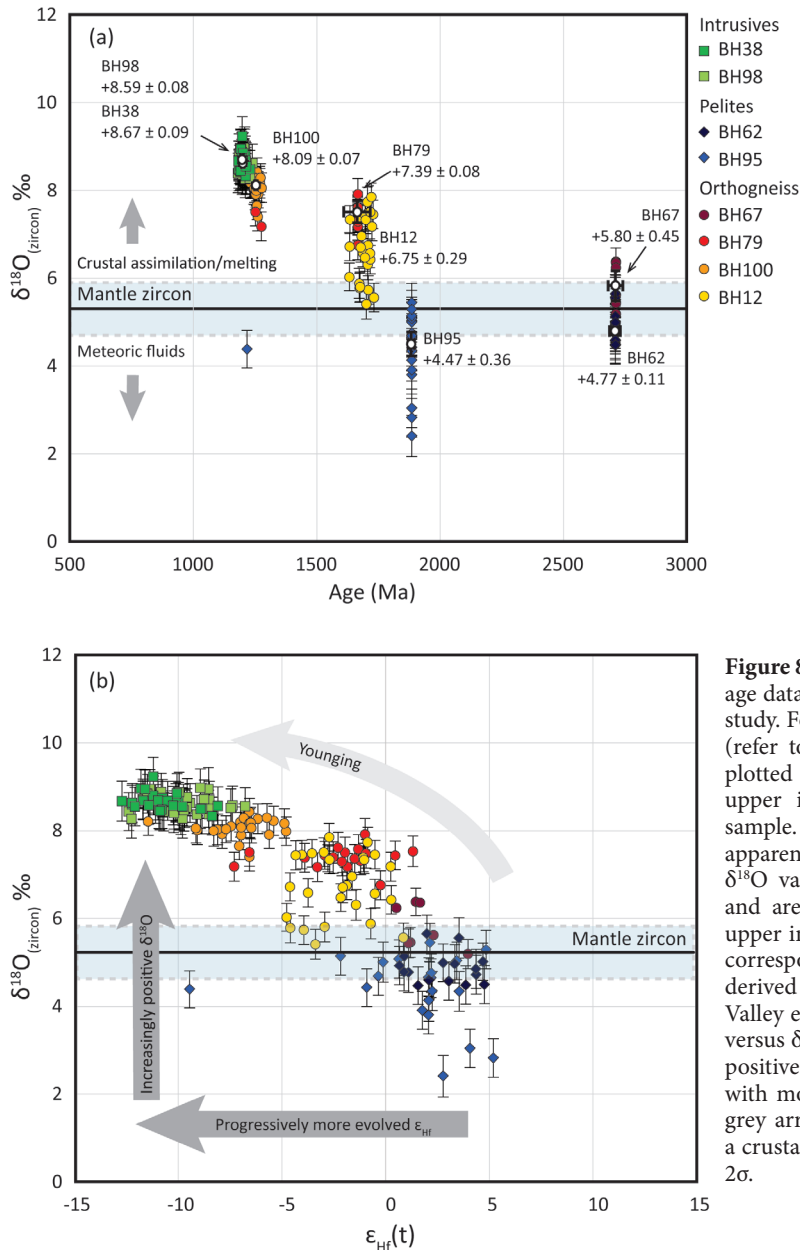 (a)
12
10
8
6
4
2
0
δ18O(zircon) ‰
500
1000
1500
2000
2500
3000
Age (Ma)
BH98
+8.59 ± 0.08
BH38
+8.67 ± 0.09
BH100
+8.09 ± 0.07
BH79
+7.39 ± 0.08
BH12
+6.75 ± 0.29
BH67
+5.80 ± 0.45
BH95
+4.47 ± 0.36
BH62
+4.77 ± 0.11
Crustal assimilation/melting
Mantle zircon
Meteoric fluids
Intrusives
BH38
BH98
Pelites
BH62
BH95
Orthogneiss
BH67
BH79
BH100
BH12
(b)
12
10
8
6
4
2
0
δ18O(zircon) ‰
-15
-10
-5
0
5
10
15
εHf(t)
Younging
Mantle zircon
Increasingly positive δ18O
Progressively more evolved εHf
Figure 8
age data
study. Fo
(refer to
plotted
upper i
sample.
apparen
δ18O va
and are
upper in
correspo
derived
Valley e
versus δ
positive
with mo
grey arr
a crusta
2σ.